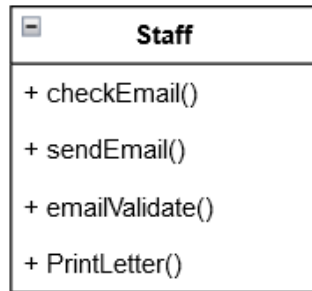 Staff
+ checkEmail()
+ sendEmail()
+ emailValidate()
+ PrintLetter()